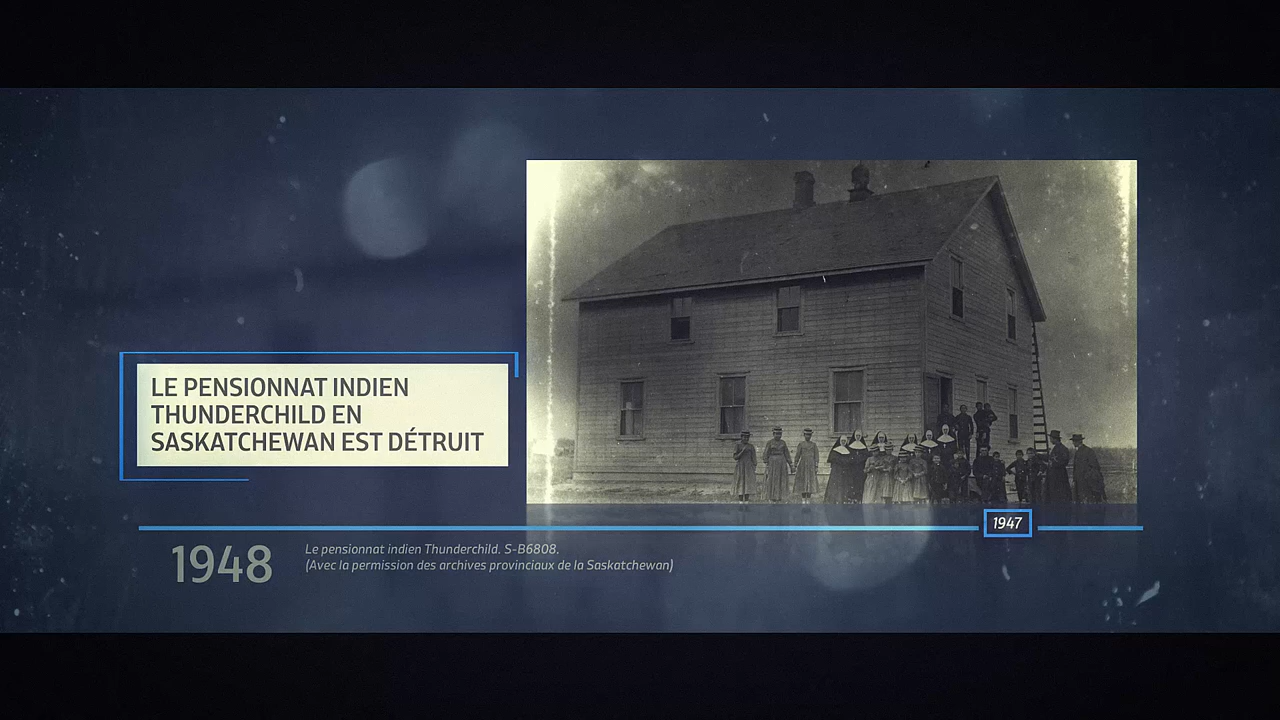 LE PENSIONNAT INDIEN
THUNDERCHILD EN
SASKATCHEWAN EST DÉTRUIT
1947
1948
Le pensionnat indien Thunderchild. S-B6808.
(Avec la permission des archives provinciaux de la Saskatchewan)